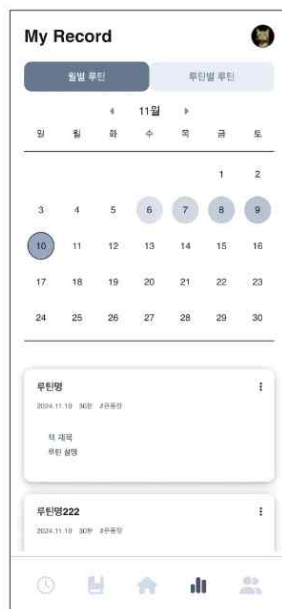 My Record
월별 루틴 루틴별 루틴
11월
일 월 화 수 목 금 토
1 2
3 4 5 6 7 8 9
10 11 12 13 14 15 16
17 18 19 20 21 22 23
24 25 26 27 28 29 30
루틴명
2024.11.10 30분 #운동장
책 제목
루틴 설명
루틴명222
2024.11.10 30분 #운동장